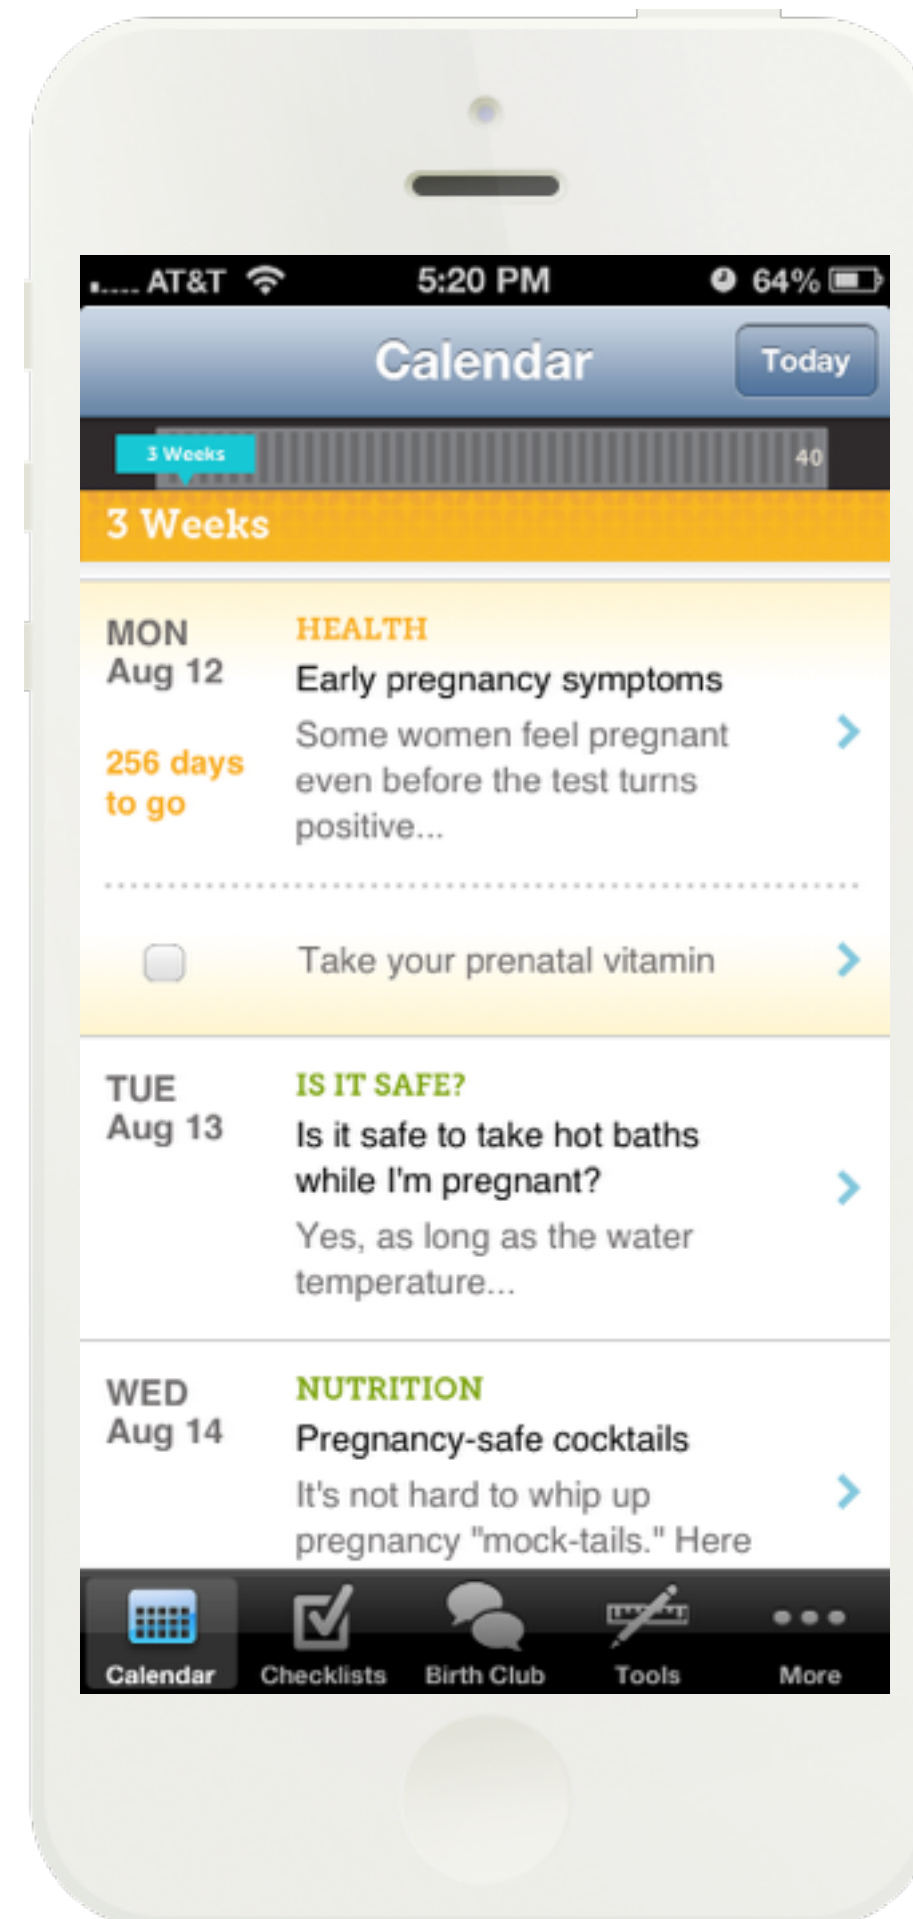 AT&T 5:20 PM 64%
Calendar Today
3 Weeks 40
3 Weeks
MON
Aug 12
256 days
to go
HEALTH
Early pregnancy symptoms
Some women feel pregnant
even before the test turns
positive...
Take your prenatal vitamin
TUE
Aug 13
IS IT SAFE?
Is it safe to take hot baths
while I'm pregnant?
Yes, as long as the water
temperature...
WED
Aug 14
NUTRITION
Pregnancy-safe cocktails
It's not hard to whip up
pregnancy "mock-tails." Here
Calendar Checklists Birth Club Tools More